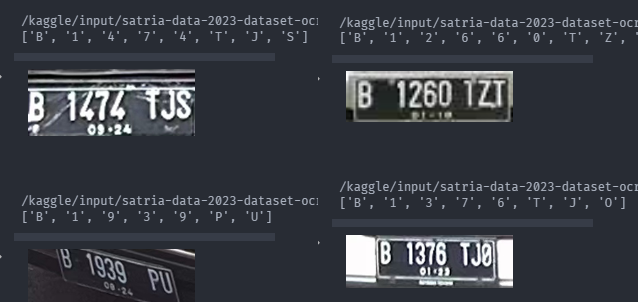 /kaggle/input/satria-data-2023-dataset-ocr
['B', '1', '4', '7', '4', 'T', 'J', 'S']
B 1474 TJS
09·24
/kaggle/input/satria-data-2023-dataset-ocr
['B', '1', '2', '6', '6', '0', 'T', 'Z', '
B 1260 TZT
01·18
/kaggle/input/satria-data-2023-dataset-ocr
['B', '1', '9', '3', '9', 'P', 'U']
B 1939 PU
08·24
/kaggle/input/satria-data-2023-dataset-ocr
['B', '1', '3', '7', '6', 'T', 'J', 'O']
B 1376 TJO
01·23